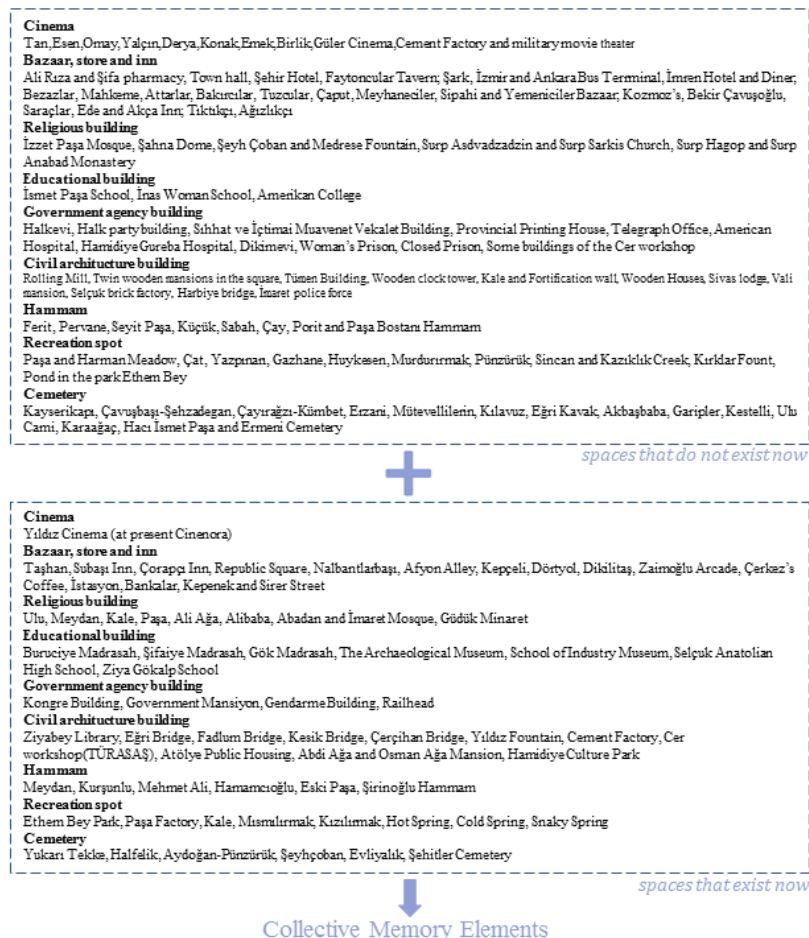 Cinema
Tan,Esen,Omay,Yalçın,Derya,Konak,Emek,Birlik,Güler Cinema,Cement Factory and military movie theater
Bazaar, store and inn
Ali Rıza and Şifa pharmacy, Town hall, Şehir Hotel, Faytoncular Tavern; Şark, İzmir and Ankara Bus Termminal, İmren Hotel and Diner,
Bezazlar, Mahkeme, Attarlar, Bakırcılar, Tuzcular, Çaput, Meyhaneciler, Sipahi and Yemeniciler Bazaar; Kozmoz's, Bekir Çavuşoğlu,
Saraçlar, Ede and Akça Inn; Tıktıkçı, Ağızlıkçı
Religious building
İzzet Paşa Mosque, Şahna Dome, Şeyh Çoban and Medrese Fountain, Surp Asdvadzadzin and Surp Sarkis Church, Surp Hagop and Surp
Anabad Monastery
Educational building
İsmet Paşa School, İnas Woman School, Amerikan College
Government agency building
Halkevi, Halk party building, Sıhhat ve İçtimai Muavenet Vekalet Building, Provincial Printing House, Telegraph Office, American
Hospital, Hamidiye Gureba Hospital, Dikimevi, Woman's Prison, Closed Prison, Some buildings of the Cer workshop
Civil architucture building
Rolling Mill, Twin wooden mansions in the square, Tümen Building, Wooden clock tower, Kale and Fortification wall, Wooden Houses, Sivas lodge, Vali
mansion, Selçuk brick factory, Harbiye bridge, İmaret police force
Hammam
Ferit, Pervane, Seyit Paşa, Küçük, Sabah, Çay, Porit and Paşa Bostanı Hammam
Recreation spot
Paşa and Harman Meadow, Çat, Yazpınan, Gazhane, Huykesen, Murdurırmak, Pünzürük, Sincan and Kazıklık Creek, Kırklar Fount,
Pond in the park Ethem Bey
Cemetery
Kayserikapı, Çavuşbaşı-Şehzadegan, Çayırağzı-Kümbet, Erzani, Mütevellilerin, Kılavuz, Eğri Kavak, Akbaşbaba, Garipler, Kestelli, Ulu
Cami, Karaağaç, Hacı İsmet Paşa and Ermeni Cemetery
spaces that do not exist now
Cinema
Yıldız Cinema (at present Cinenora)
Bazaar, store and inn
Taşhan, Subaşı Inn, Çorapçı Inn, Republic Square, Nalbantlarbaşı, Afyon Alley, Kepçeli, Dörtyol, Dikilitaş, Zaimoğlu Arcade, Çerkez's
Coffee, İstasyon, Bankalar, Kepenek and Sirer Street
Religious building
Ulu, Meydan, Kale, Paşa, Ali Ağa, Alibaba, Abadan and İmaret Mosque, Güdük Minaret
Educational building
Buruciye Madrasah, Şifaiye Madrasah, Gök Madrasah, The Archaeological Museum, School of Industry Museum, Selçuk Anatolian
High School, Ziya Gökalp School
Government agency building
Kongre Building, Government Mansiyon, Gendarme Building, Railhead
Civil architucture building
Ziyabey Library, Eğri Bridge, Fadlum Bridge, Kesik Bridge, Çerçihan Bridge, Yıldız Fountain, Cement Factory, Cer
workshop(TÜRASAŞ), Atölye Public Housing, Abdi Ağa and Osman Ağa Mansion, Hamidiye Culture Park
Hammam
Meydan, Kurşunlu, Mehmet Ali, Hamamcıoğlu, Eski Paşa, Şirinoğlu Hammam
Recreation spot
Ethem Bey Park, Paşa Factory, Kale, Mısmılırmak, Kızılırmak, Hot Spring, Cold Spring, Snaky Spring
Cemetery
Yukarı Tekke, Halfelik, Aydoğan-Pünzürük, Şeyhçoban, Evliyalık, Şehitler Cemetery
spaces that exist now
Collective Memory Elements